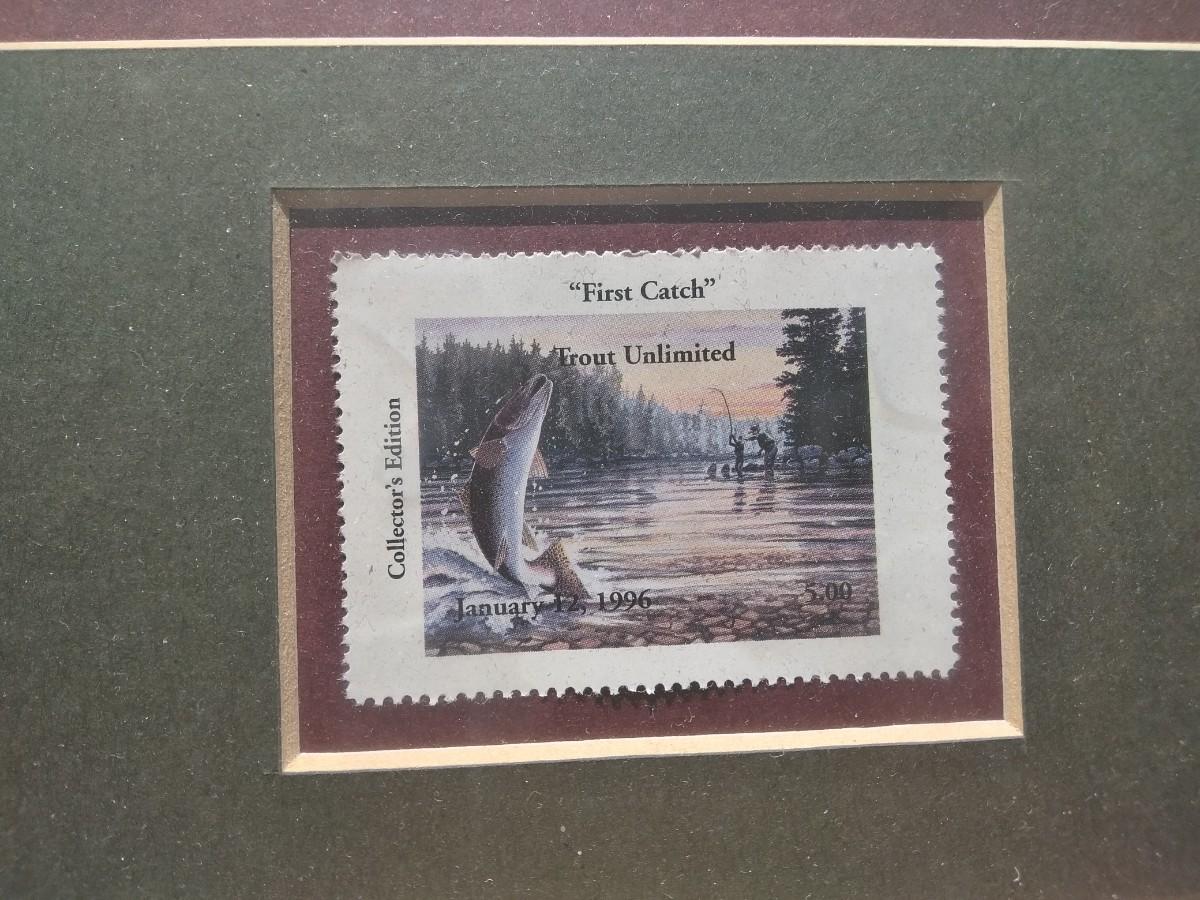 “First Catch”
Trout Unlimited
Collector's Edition
January 12, 1996
5.00